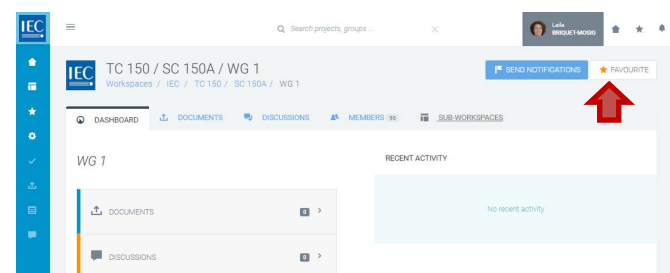 IEC
Search projects, groups ...
Laila
BRIQUET-MOSIG
IEC
TC 150 / SC 150A / WG 1
Workspaces / IEC / TC 150 / SC 150A / WG 1
SEND NOTIFICATIONS
FAVOURITE
DASHBOARD
DOCUMENTS
DISCUSSIONS
MEMBERS 10
SUB-WORKSPACES
WG 1
RECENT ACTIVITY
DOCUMENTS
0
No recent activity
DISCUSSIONS
0